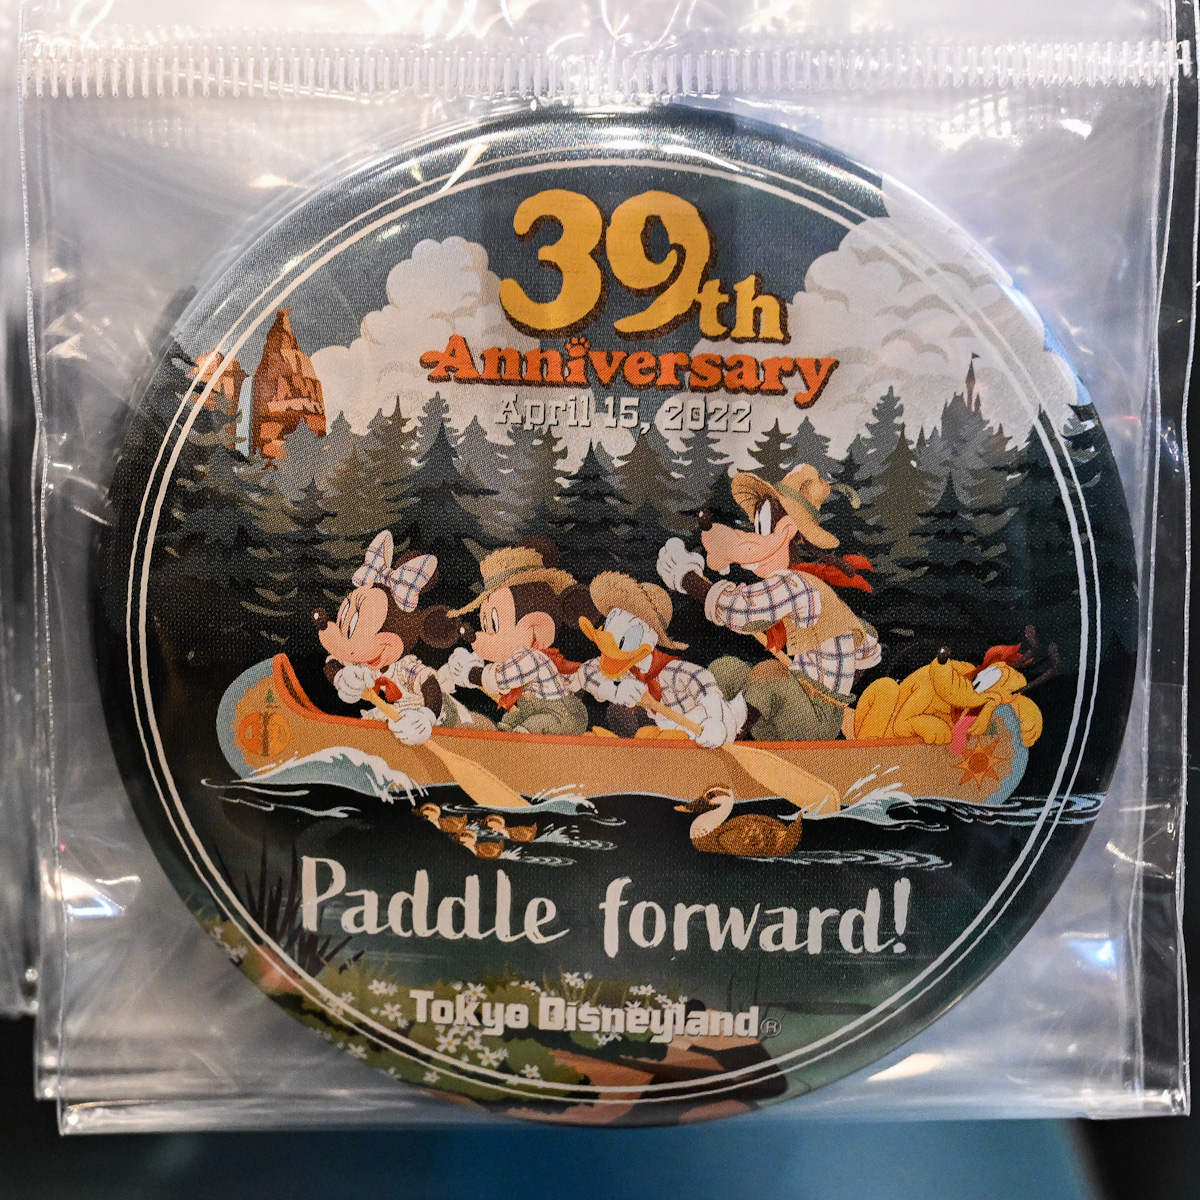 39th
Anniversary
April 15, 2022
Paddle forward!
Tokyo Disneyland®